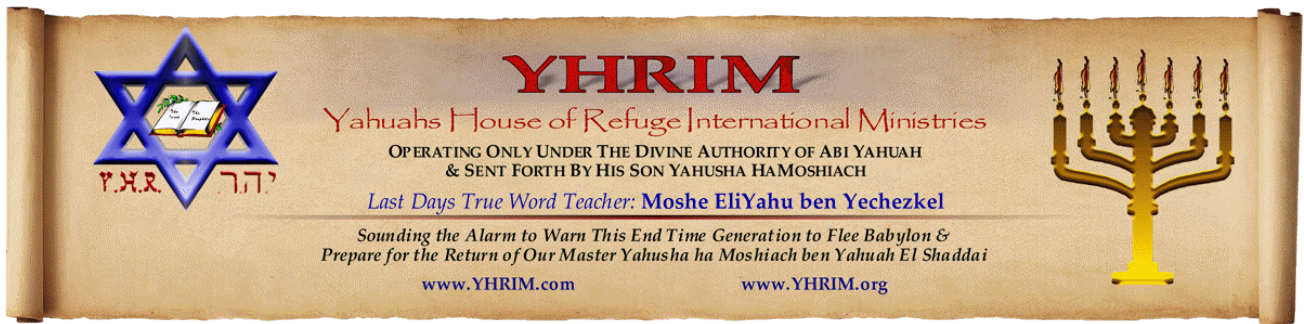 YHRIM
Yahuahs House of Refuge International Ministries
OPERATING ONLY UNDER THE DIVINE AUTHORITY OF ABI YAHUAH
& SENT FORTH BY HIS SON YAHUSHA HAMOSHIACH
Last Days True Word Teacher: Moshe EliYahu ben Yechezkel
Sounding the Alarm to Warn This End Time Generation to Flee Babylon &
Prepare for the Return of Our Master Yahusha ha Moshiach ben Yahuah El Shaddai
www.YHRIM.com www.YHRIM.org
The
The Prophets
Y.H.R. י.ה.ר.